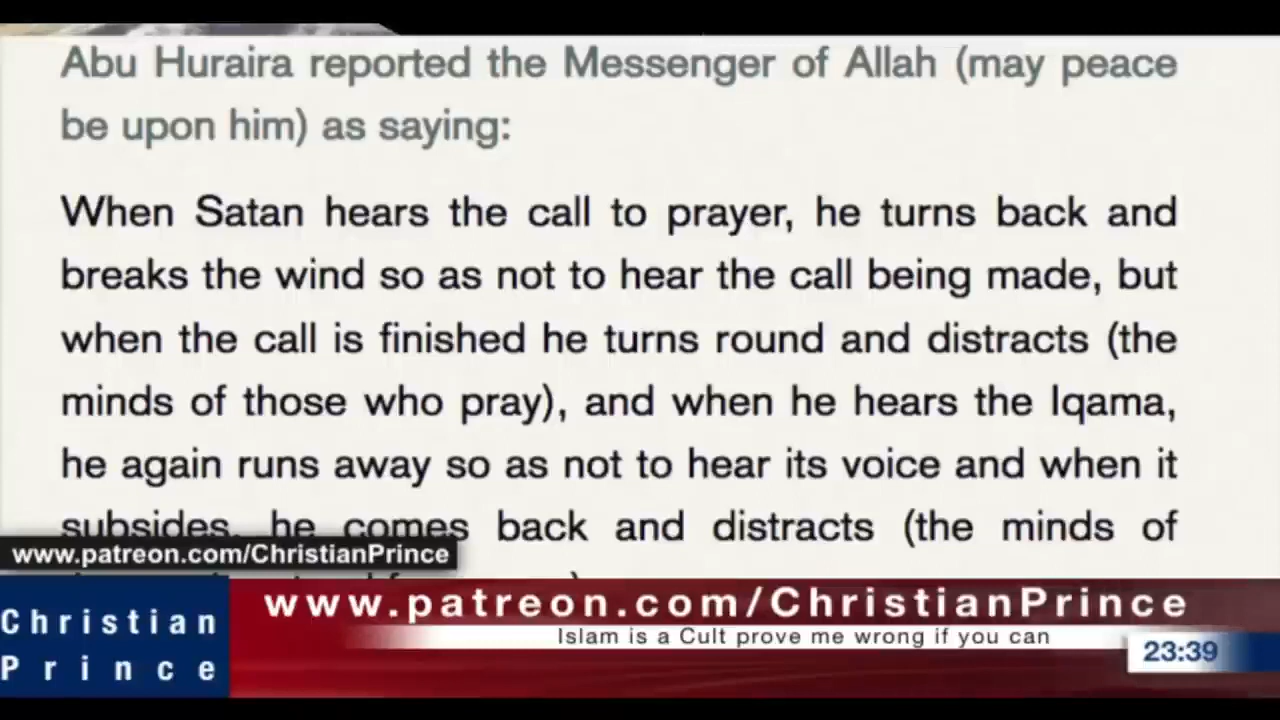 Abu Huraira reported the Messenger of Allah (may peace
be upon him) as saying:
When Satan hears the call to prayer, he turns back and
breaks the wind so as not to hear the call being made, but
when the call is finished he turns round and distracts (the
minds of those who pray), and when he hears the Iqama,
he again runs away so as not to hear its voice and when it
subsides, he comes back and distracts (the minds of
www.patreon.com/ChristianPrince
www.patreon.com/ChristianPrince
Islam is a Cult prove me wrong if you can
Christian
Prince
23:39